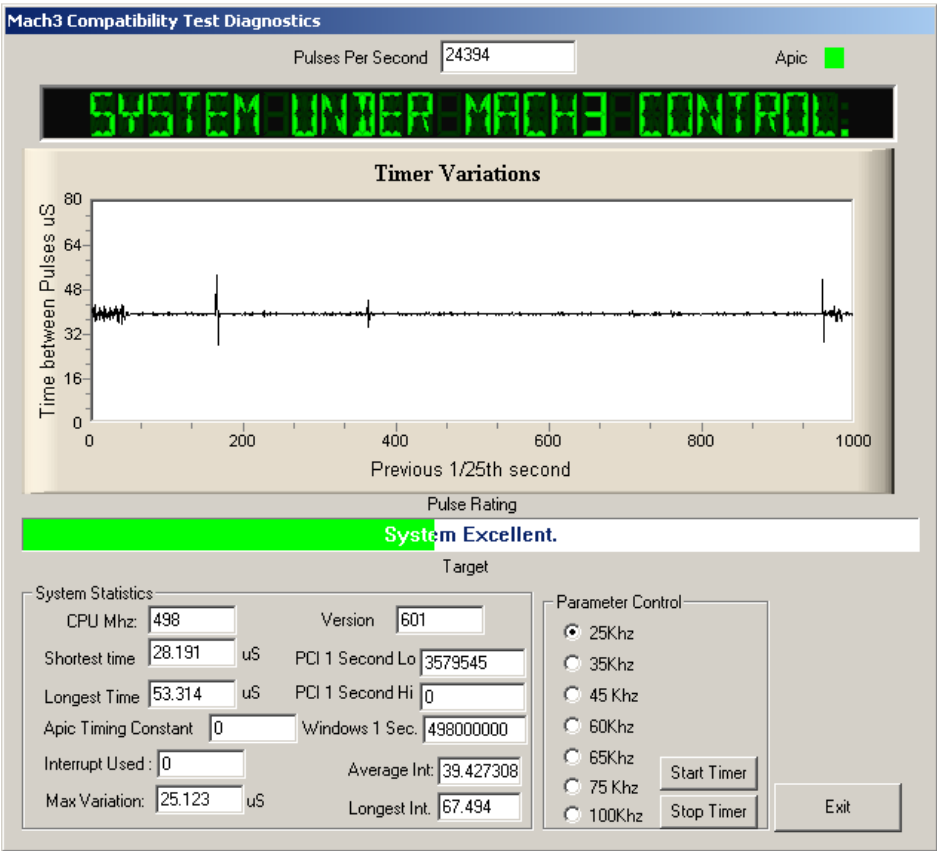 Mach3 Compatibility Test Diagnostics
Pulses Per Second 24394 Apic
SYSTEM UNDER MACH3 CONTROL.
Timer Variations
Time between Pulses uS
80
64
48
32
16
0
0 200 400 600 800 1000
Previous 1/25th second
Pulse Rating
System Excellent.
Target
System Statistics
CPU Mhz: 498 Version 601
Shortest time 28.191 uS PCI 1 Second Lo 3579545
Longest Time 53.314 uS PCI 1 Second Hi 0
Apic Timing Constant 0 Windows 1 Sec. 498000000
Interrupt Used : 0 Average Int: 39.427308
Max Variation: 25.123 uS Longest Int. 67.494
Parameter Control
25Khz
35Khz
45 Khz
60Khz
65Khz
75 Khz
100Khz
Start Timer
Stop Timer
Exit